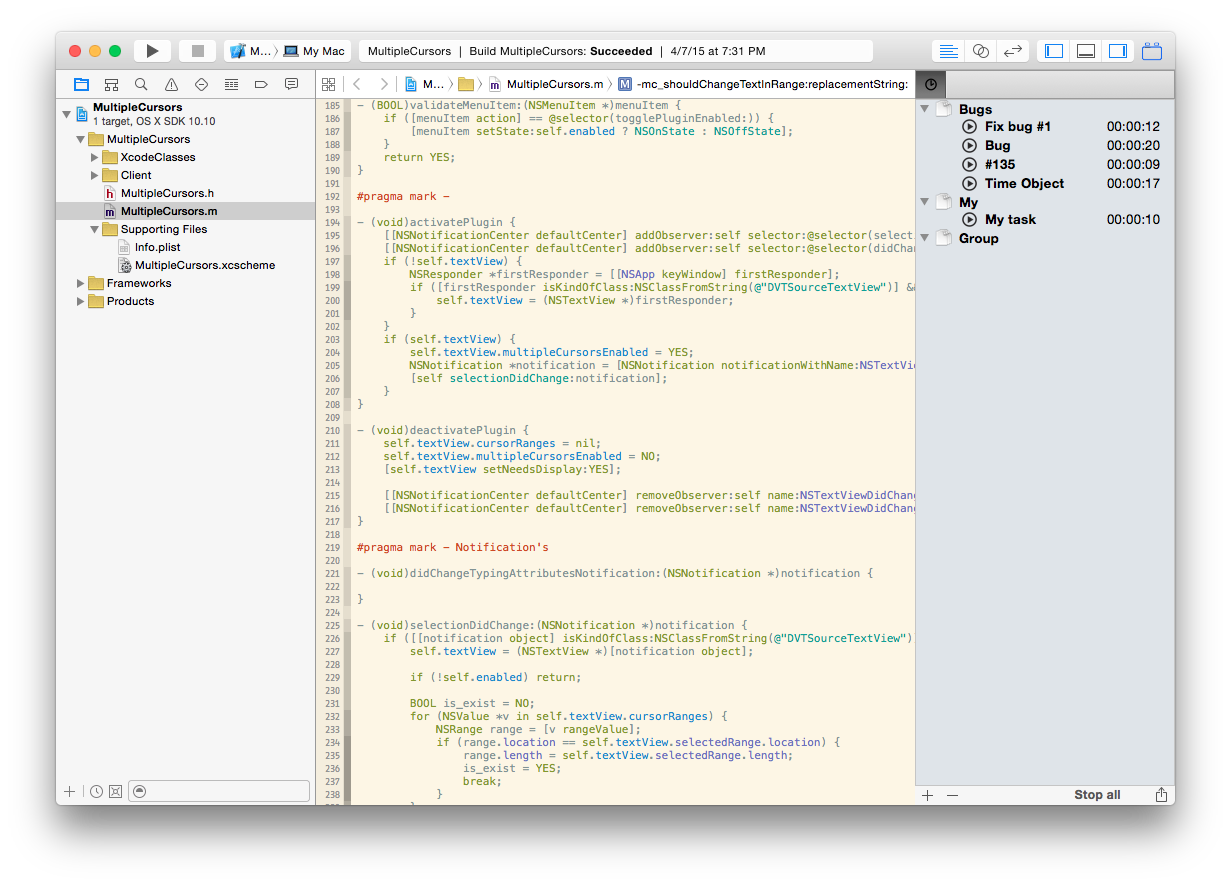 M... 〉 My Mac
MultipleCursors | Build MultipleCursors: Succeeded | 4/7/15 at 7:31 PM
M... 〉 m MultipleCursors.m 〉 M -mc_shouldChangeTextInRange:replacementString:
MultipleCursors
1 target, OS X SDK 10.10
MultipleCursors
XcodeClasses
Client
h MultipleCursors.h
m MultipleCursors.m
Supporting Files
Info.plist
MultipleCursors.xcscheme
Frameworks
Products
185 - (BOOL)validateMenuItem:(NSMenuItem *)menuItem {
186     if ([menuItem action] == @selector(togglePluginEnabled:)) {
187         [menuItem setState:self.enabled ? NSOnState : NSOffState];
188     }
189     return YES;
190 }
191
192 #pragma mark -
193
194 - (void)activatePlugin {
195     [[NSNotificationCenter defaultCenter] addObserver:self selector:@selector(select
196     [[NSNotificationCenter defaultCenter] addObserver:self selector:@selector(didCha
197     if (!self.textView) {
198         NSResponder *firstResponder = [[NSApp keyWindow] firstResponder];
199         if ([firstResponder isKindOfClass:NSClassFromString(@"DVTSourceTextView")] &
200             self.textView = (NSTextView *)firstResponder;
201         }
202     }
203     if (self.textView) {
204         self.textView.multipleCursorsEnabled = YES;
205         NSNotification *notification = [NSNotification notificationWithName:NSTextVi
206         [self selectionDidChange:notification];
207     }
208 }
209
210 - (void)deactivatePlugin {
211     self.textView.cursorRanges = nil;
212     self.textView.multipleCursorsEnabled = NO;
213     [self.textView setNeedsDisplay:YES];
214
215     [[NSNotificationCenter defaultCenter] removeObserver:self name:NSTextViewDidChan
216     [[NSNotificationCenter defaultCenter] removeObserver:self name:NSTextViewDidChan
217 }
218
219 #pragma mark - Notification's
220
221 - (void)didChangeTypingAttributesNotification:(NSNotification *)notification {
222
223 }
224
225 - (void)selectionDidChange:(NSNotification *)notification {
226     if ([[notification object] isKindOfClass:NSClassFromString(@"DVTSourceTextView")
227         self.textView = (NSTextView *)[notification object];
228
229         if (!self.enabled) return;
230
231         BOOL is_exist = NO;
232         for (NSValue *v in self.textView.cursorRanges) {
233             NSRange range = [v rangeValue];
234             if (range.location == self.textView.selectedRange.location) {
235                 range.length = self.textView.selectedRange.length;
236                 is_exist = YES;
237                 break;
238             }
Bugs
Fix bug #1 00:00:12
Bug 00:00:20
#135 00:00:09
Time Object 00:00:17
My
My task 00:00:10
Group
Stop all